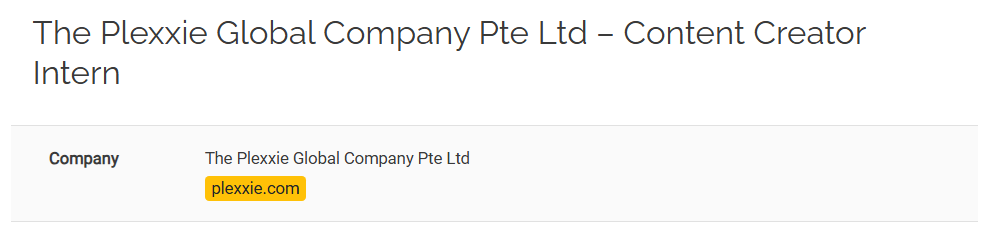 The Plexxie Global Company Pte Ltd – Content Creator
Intern
Company
The Plexxie Global Company Pte Ltd
plexxie.com